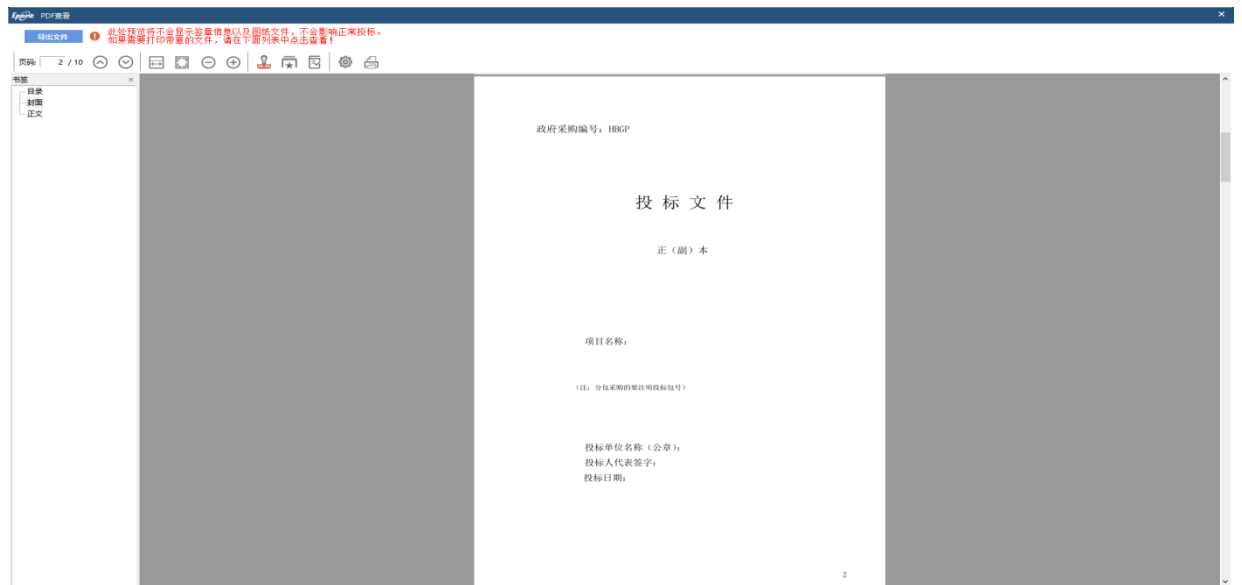 Epoint PDF查看
导出文件
此处预览将不会显示签章信息以及图纸文件，不会影响正常投标。
如果需要打印带章的文件，请在下面列表中点击查看！
页码: 2 / 10
书签
目录
封面
正文
政府采购编号：HBGP
投 标 文 件
正（副）本
项目名称：
（注：分包采购的要注明投标包号）
投标单位名称（公章）：
投标人代表签字：
投标日期：
2